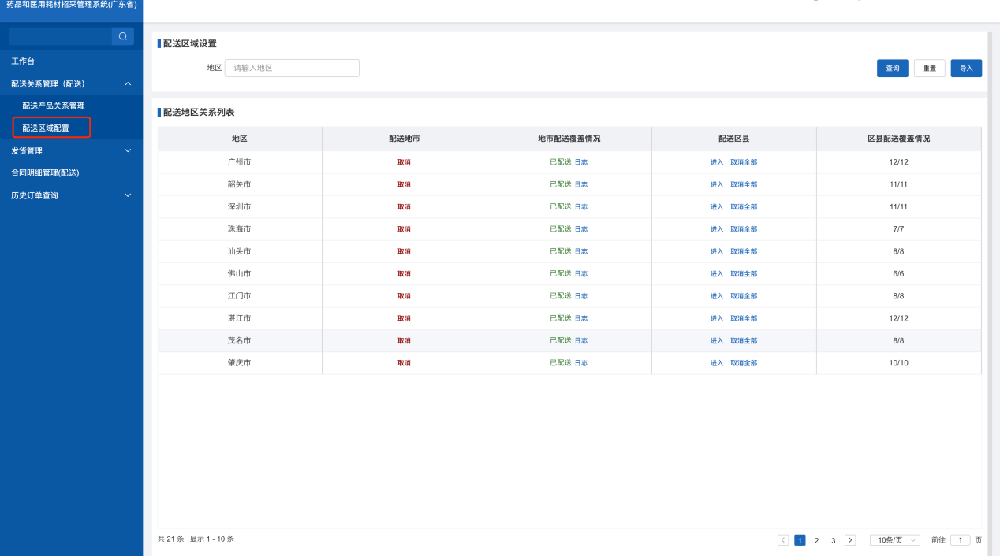 药品和医用耗材招采管理系统(广东省)
工作台
配送关系管理（配送）
配送产品关系管理
配送区域配置
发货管理
合同明细管理(配送)
历史订单查询
配送区域设置
地区 请输入地区 查询 重置 导入
配送地区关系列表
地区 配送地市 地市配送覆盖情况 配送区县 区县配送覆盖情况
广州市 取消 已配送 日志 进入 取消全部 12/12
韶关市 取消 已配送 日志 进入 取消全部 11/11
深圳市 取消 已配送 日志 进入 取消全部 11/11
珠海市 取消 已配送 日志 进入 取消全部 7/7
汕头市 取消 已配送 日志 进入 取消全部 8/8
佛山市 取消 已配送 日志 进入 取消全部 6/6
江门市 取消 已配送 日志 进入 取消全部 8/8
湛江市 取消 已配送 日志 进入 取消全部 12/12
茂名市 取消 已配送 日志 进入 取消全部 8/8
肇庆市 取消 已配送 日志 进入 取消全部 10/10
共 21 条 显示 1 - 10 条 1 2 3 10条/页 前往 1 页